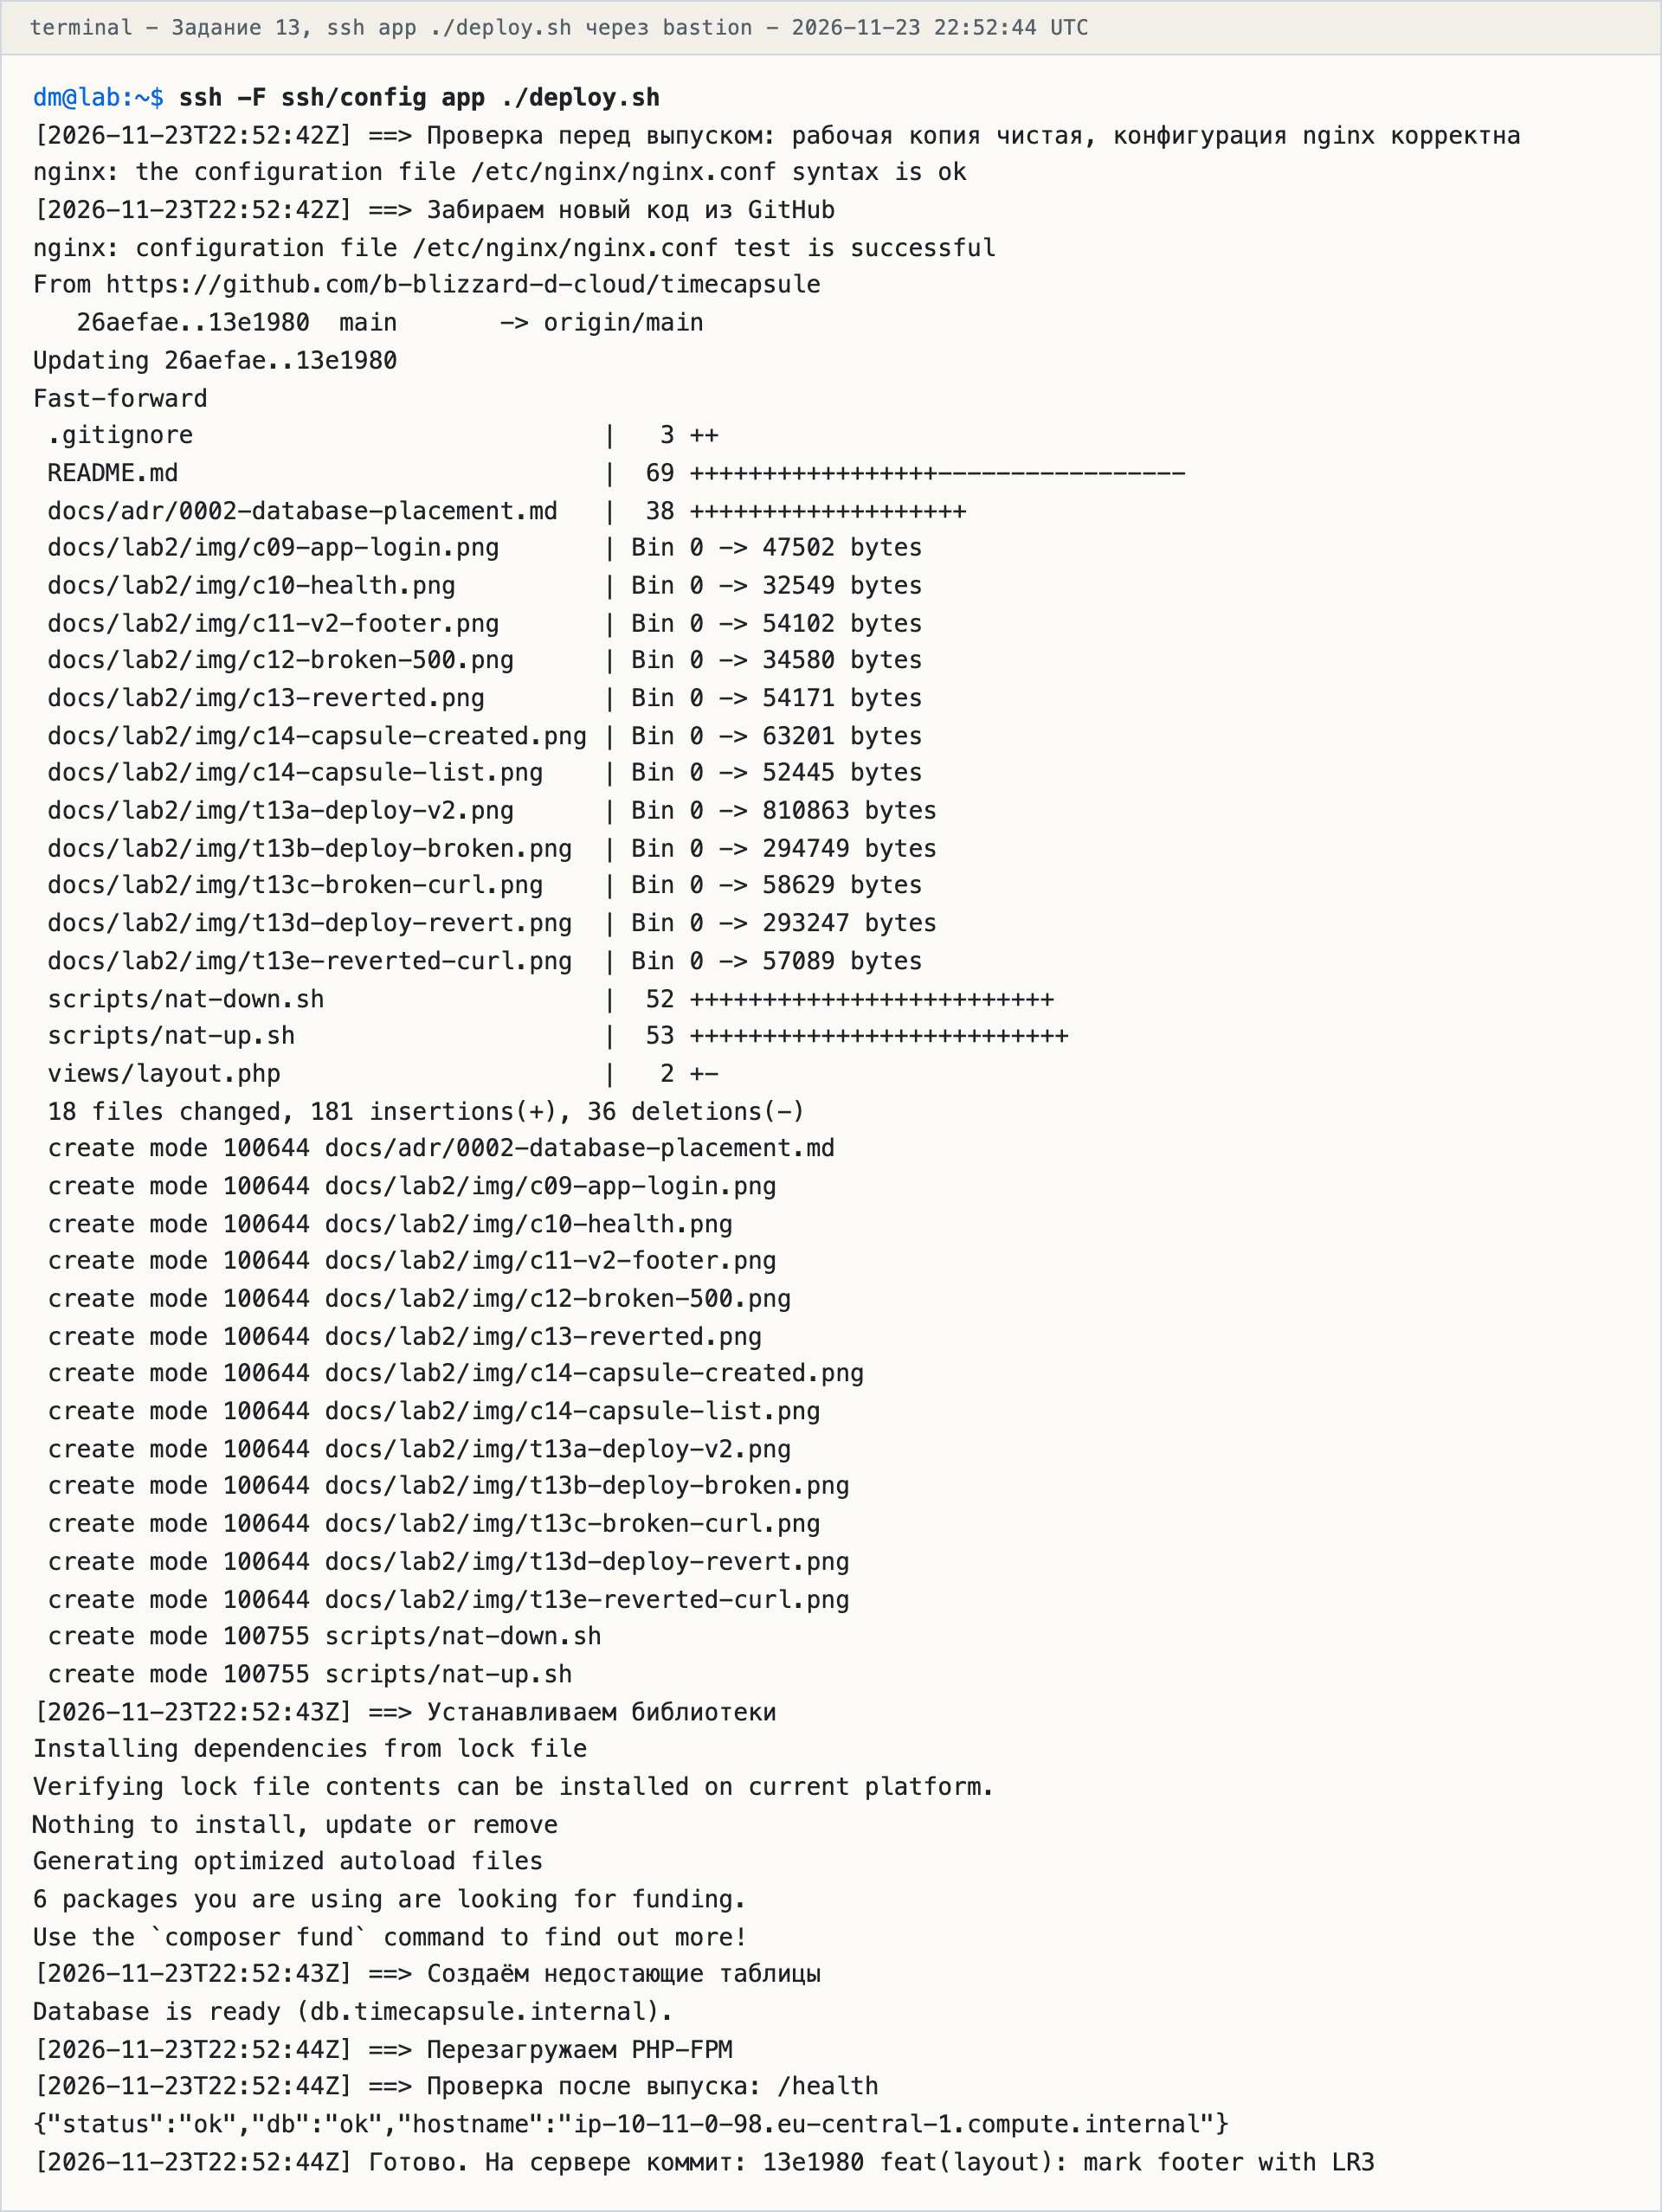 terminal — Задание 13, ssh app ./deploy.sh через bastion — 2026-11-23 22:52:44 UTC
dm@lab:~$ ssh -F ssh/config app ./deploy.sh
[2026-11-23T22:52:42Z] ==> Проверка перед выпуском: рабочая копия чистая, конфигурация nginx корректна
nginx: the configuration file /etc/nginx/nginx.conf syntax is ok
[2026-11-23T22:52:42Z] ==> Забираем новый код из GitHub
nginx: configuration file /etc/nginx/nginx.conf test is successful
From https://github.com/b-blizzard-d-cloud/timecapsule
   26aefae..13e1980  main       -> origin/main
Updating 26aefae..13e1980
Fast-forward
 .gitignore                            |   3 ++
 README.md                             |  69 +++++++++++++++++-----------------
 docs/adr/0002-database-placement.md   |  38 +++++++++++++++++++
 docs/lab2/img/c09-app-login.png       | Bin 0 -> 47502 bytes
 docs/lab2/img/c10-health.png          | Bin 0 -> 32549 bytes
 docs/lab2/img/c11-v2-footer.png       | Bin 0 -> 54102 bytes
 docs/lab2/img/c12-broken-500.png      | Bin 0 -> 34580 bytes
 docs/lab2/img/c13-reverted.png        | Bin 0 -> 54171 bytes
 docs/lab2/img/c14-capsule-created.png | Bin 0 -> 63201 bytes
 docs/lab2/img/c14-capsule-list.png    | Bin 0 -> 52445 bytes
 docs/lab2/img/t13a-deploy-v2.png      | Bin 0 -> 810863 bytes
 docs/lab2/img/t13b-deploy-broken.png  | Bin 0 -> 294749 bytes
 docs/lab2/img/t13c-broken-curl.png    | Bin 0 -> 58629 bytes
 docs/lab2/img/t13d-deploy-revert.png  | Bin 0 -> 293247 bytes
 docs/lab2/img/t13e-reverted-curl.png  | Bin 0 -> 57089 bytes
 scripts/nat-down.sh                   |  52 +++++++++++++++++++++++++
 scripts/nat-up.sh                     |  53 ++++++++++++++++++++++++++
 views/layout.php                      |   2 +-
 18 files changed, 181 insertions(+), 36 deletions(-)
 create mode 100644 docs/adr/0002-database-placement.md
 create mode 100644 docs/lab2/img/c09-app-login.png
 create mode 100644 docs/lab2/img/c10-health.png
 create mode 100644 docs/lab2/img/c11-v2-footer.png
 create mode 100644 docs/lab2/img/c12-broken-500.png
 create mode 100644 docs/lab2/img/c13-reverted.png
 create mode 100644 docs/lab2/img/c14-capsule-created.png
 create mode 100644 docs/lab2/img/c14-capsule-list.png
 create mode 100644 docs/lab2/img/t13a-deploy-v2.png
 create mode 100644 docs/lab2/img/t13b-deploy-broken.png
 create mode 100644 docs/lab2/img/t13c-broken-curl.png
 create mode 100644 docs/lab2/img/t13d-deploy-revert.png
 create mode 100644 docs/lab2/img/t13e-reverted-curl.png
 create mode 100755 scripts/nat-down.sh
 create mode 100755 scripts/nat-up.sh
[2026-11-23T22:52:43Z] ==> Устанавливаем библиотеки
Installing dependencies from lock file
Verifying lock file contents can be installed on current platform.
Nothing to install, update or remove
Generating optimized autoload files
6 packages you are using are looking for funding.
Use the `composer fund` command to find out more!
[2026-11-23T22:52:43Z] ==> Создаём недостающие таблицы
Database is ready (db.timecapsule.internal).
[2026-11-23T22:52:44Z] ==> Перезагружаем PHP-FPM
[2026-11-23T22:52:44Z] ==> Проверка после выпуска: /health
{"status":"ok","db":"ok","hostname":"ip-10-11-0-98.eu-central-1.compute.internal"}
[2026-11-23T22:52:44Z] Готово. На сервере коммит: 13e1980 feat(layout): mark footer with LR3